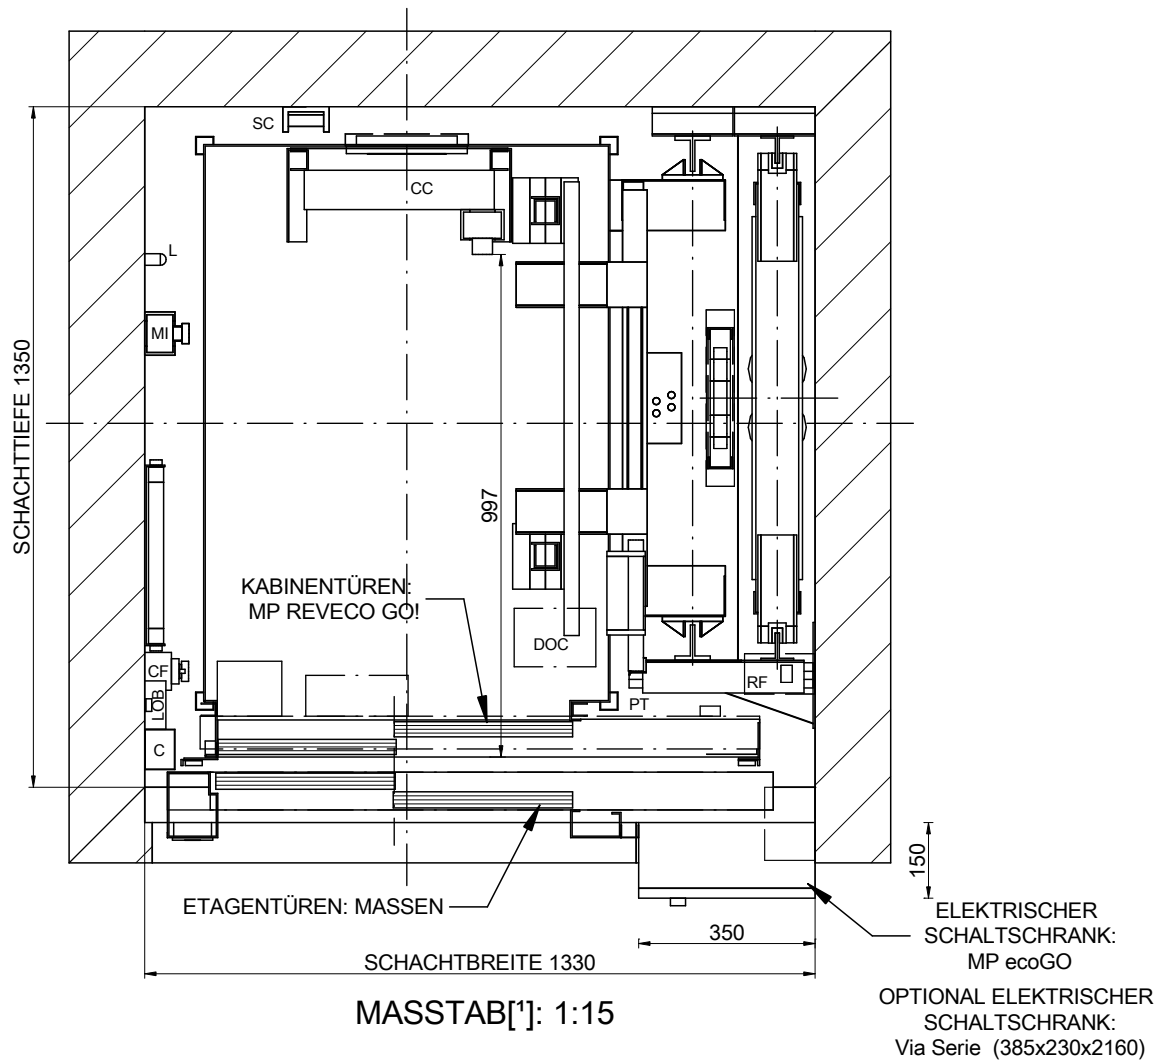 SC
CC
L
MI
SCHACHTTIEFE 1350
997
KABINENTÜREN:
MP REVECO GO!
DOC
CF
LOB
RF
PT
C
150
ETAGENTÜREN: MASSEN
350
ELEKTRISCHER
SCHALTSCHRANK:
MP ecoGO
SCHACHTBREITE 1330
OPTIONAL ELEKTRISCHER
SCHALTSCHRANK:
Via Serie (385x230x2160)
MASSTAB[¹]: 1:15